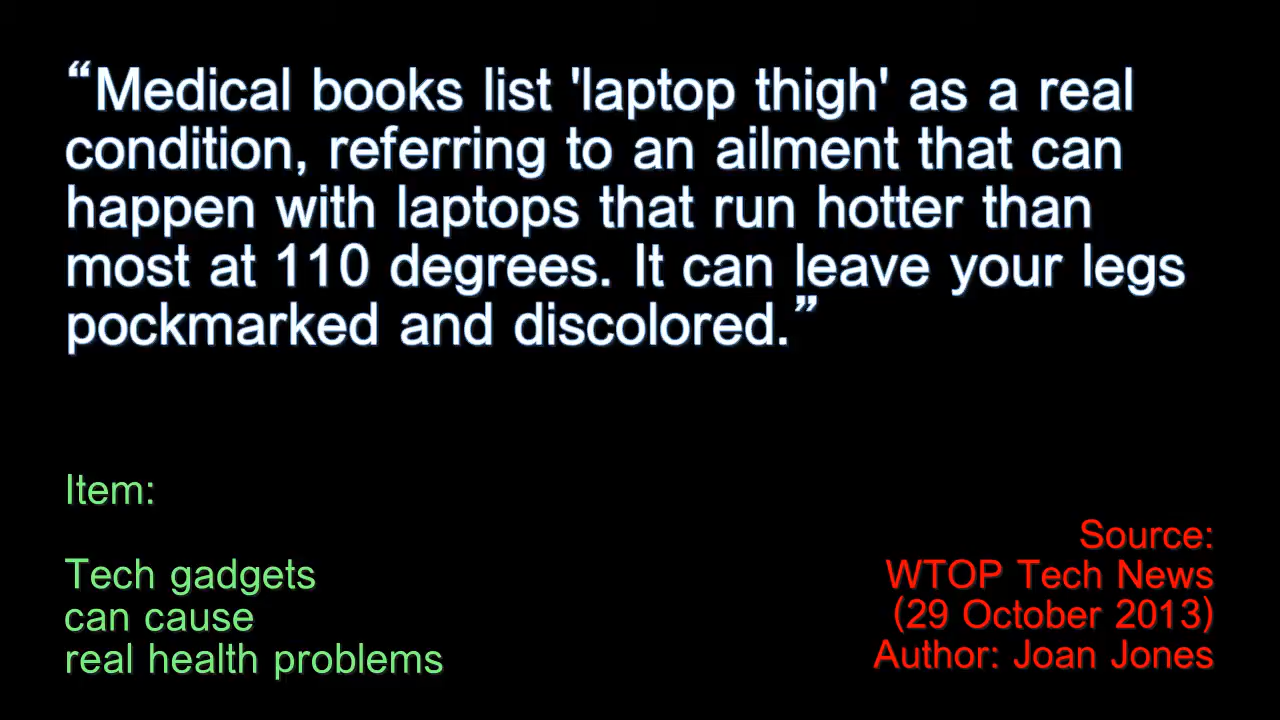 “Medical books list 'laptop thigh' as a real
condition, referring to an ailment that can
happen with laptops that run hotter than
most at 110 degrees. It can leave your legs
pockmarked and discolored.”
Item:
Tech gadgets
can cause
real health problems
Source:
WTOP Tech News
(29 October 2013)
Author: Joan Jones